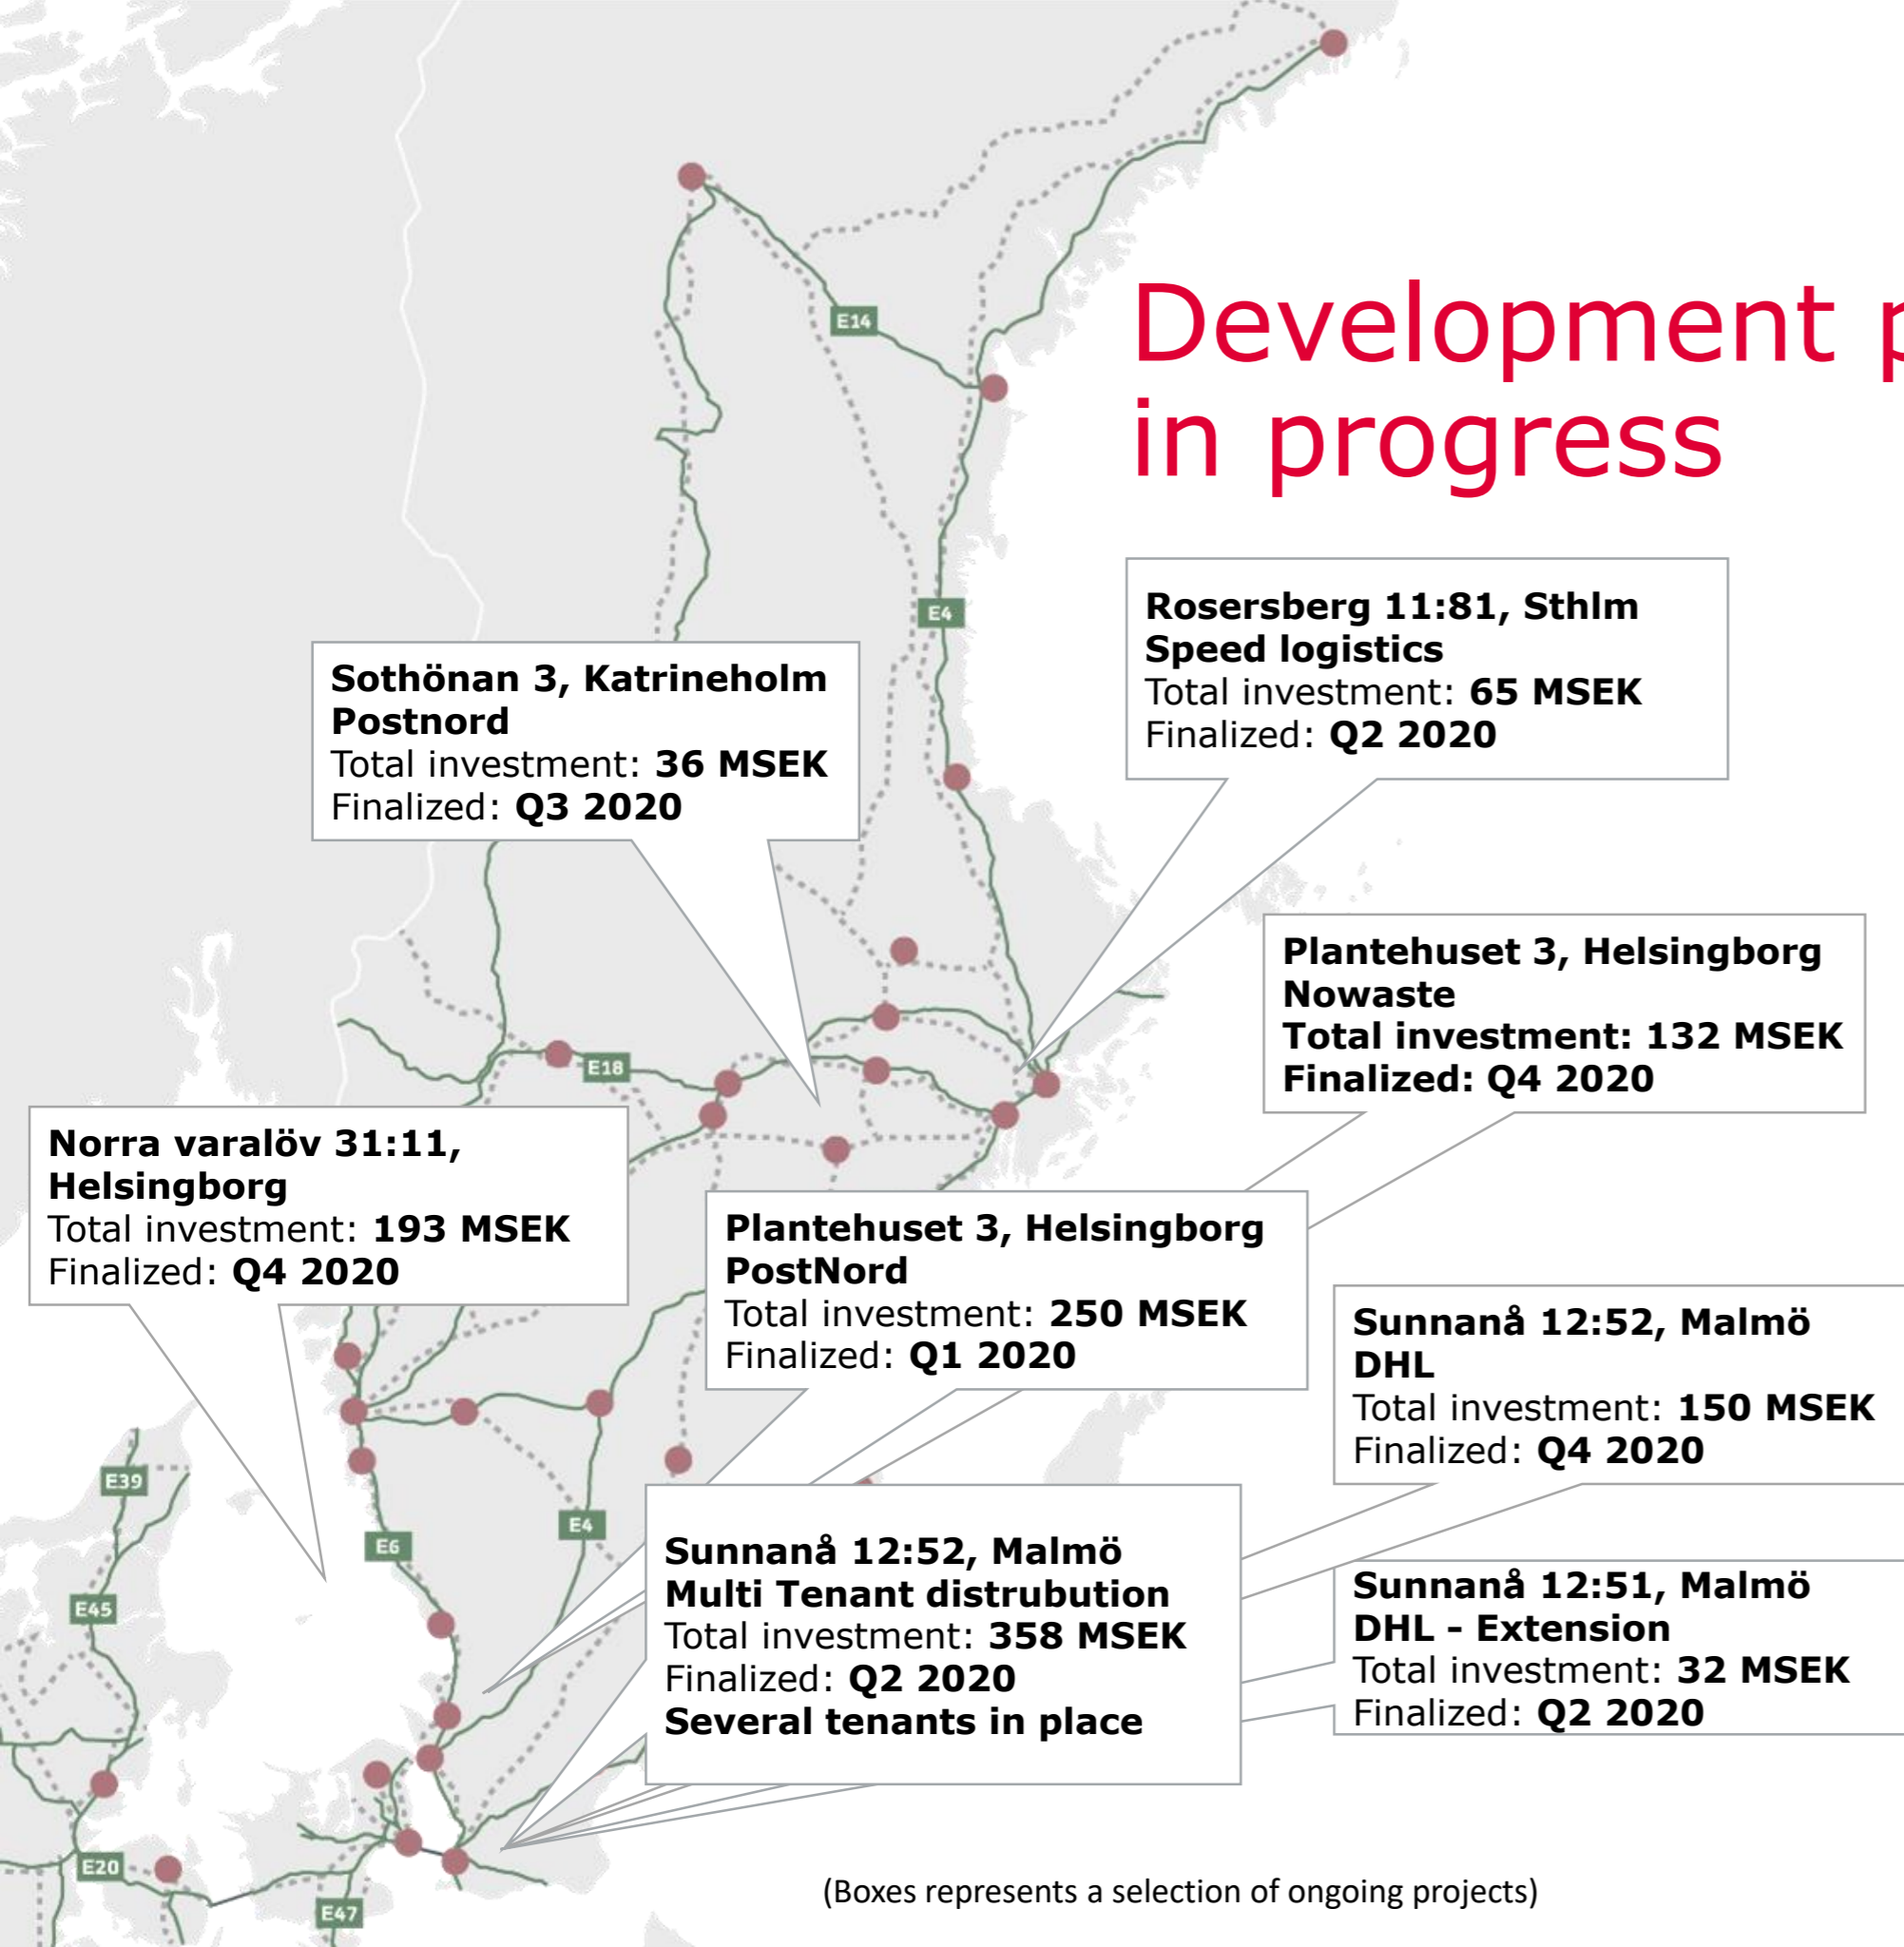 E14
Development p
in progress
E4
Rosersberg 11:81, Sthlm
Speed logistics
Total investment: 65 MSEK
Finalized: Q2 2020
Sothönan 3, Katrineholm
Postnord
Total investment: 36 MSEK
Finalized: Q3 2020
Plantehuset 3, Helsingborg
Nowaste
Total investment: 132 MSEK
Finalized: Q4 2020
E18
Norra varalöv 31:11,
Helsingborg
Total investment: 193 MSEK
Finalized: Q4 2020
Plantehuset 3, Helsingborg
PostNord
Total investment: 250 MSEK
Finalized: Q1 2020
Sunnanå 12:52, Malmö
DHL
Total investment: 150 MSEK
Finalized: Q4 2020
E39
E4
E6
E45
Sunnanå 12:52, Malmö
Multi Tenant distrubution
Total investment: 358 MSEK
Finalized: Q2 2020
Several tenants in place
Sunnanå 12:51, Malmö
DHL - Extension
Total investment: 32 MSEK
Finalized: Q2 2020
E20
E47
(Boxes represents a selection of ongoing projects)